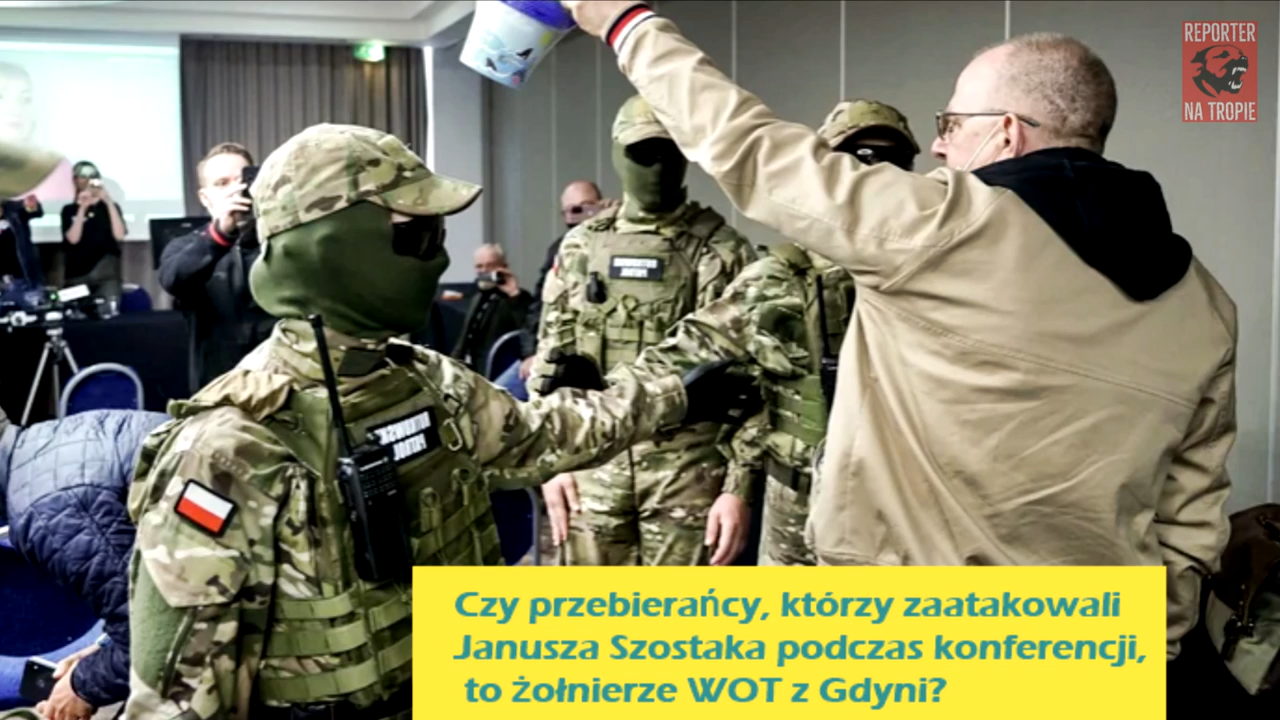 REPORTER
NA TROPIE
Czy przebierańcy, którzy zaatakowali
Janusza Szostaka podczas konferencji,
to żołnierze WOT z Gdyni?